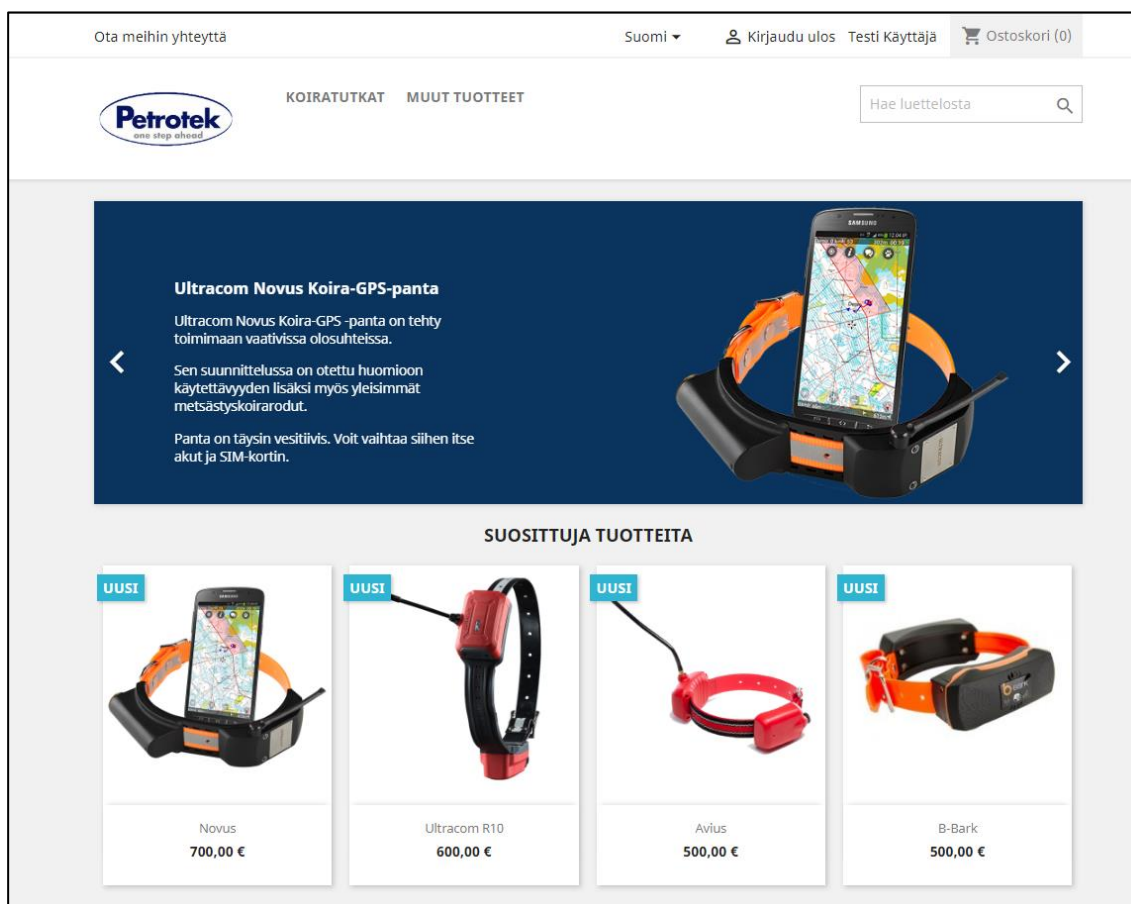 Ota meihin yhteyttä
Suomi
Kirjaudu ulos
Testi Käyttäjä
Ostoskori (0)
Petrotek
one step ahead
KOIRATUTKAT
MUUT TUOTTEET
Hae luettelosta
Ultracom Novus Koira-GPS-panta
Ultracom Novus Koira-GPS -panta on tehty
toimimaan vaativissa olosuhteissa.
Sen suunnittelussa on otettu huomioon
käytettävyyden lisäksi myös yleisimmät
metsästyskoirarodut.
Panta on täysin vesitiivis. Voit vaihtaa siihen itse
akut ja SIM-kortin.
SAMSUNG
SUOSITTUJA TUOTTEITA
UUSI
UUSI
UUSI
UUSI
Novus
700,00 €
Ultracom R10
600,00 €
Avius
500,00 €
B-Bark
500,00 €